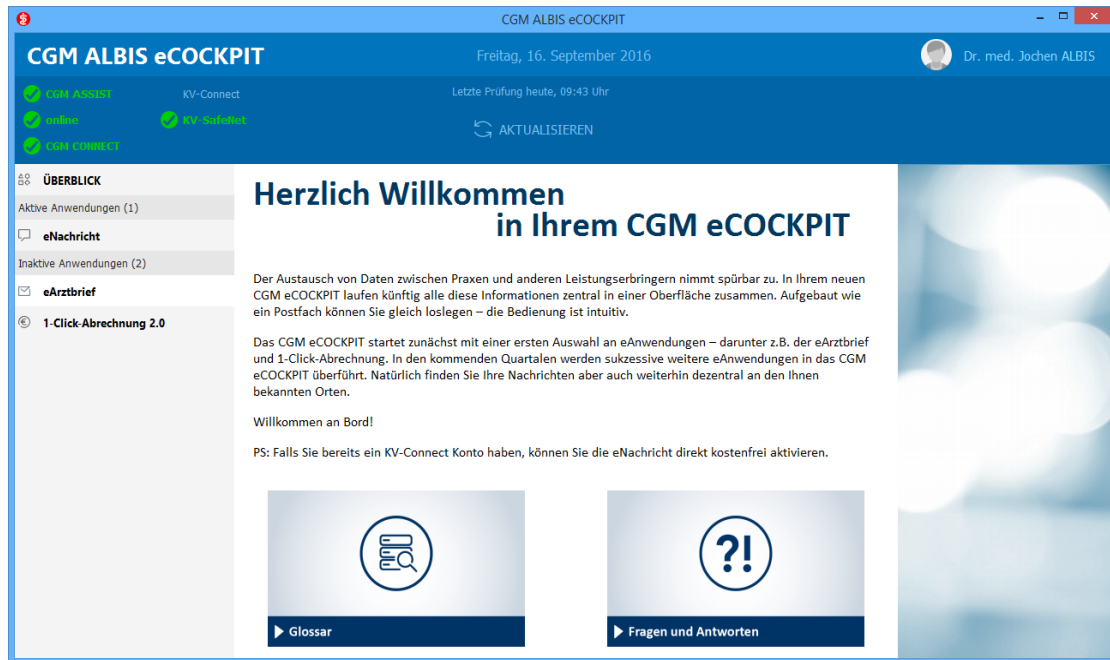 CGM ALBIS eCOCKPIT
CGM ALBIS eCOCKPIT
Freitag, 16. September 2016
Dr. med. Jochen ALBIS
CGM ASSIST
KV-Connect
Letzte Prüfung heute, 09:43 Uhr
online
KV-SafeNet
AKTUALISIEREN
CGM CONNECT
ÜBERBLICK
Aktive Anwendungen (1)
eNachricht
Inaktive Anwendungen (2)
eArztbrief
1-Click-Abrechnung 2.0
Herzlich Willkommen
in Ihrem CGM eCOCKPIT
Der Austausch von Daten zwischen Praxen und anderen Leistungserbringern nimmt spürbar zu. In Ihrem neuen
CGM eCOCKPIT laufen künftig alle diese Informationen zentral in einer Oberfläche zusammen. Aufgebaut wie
ein Postfach können Sie gleich loslegen – die Bedienung ist intuitiv.
Das CGM eCOCKPIT startet zunächst mit einer ersten Auswahl an eAnwendungen – darunter z.B. der eArztbrief
und 1-Click-Abrechnung. In den kommenden Quartalen werden sukzessive weitere eAnwendungen in das CGM
eCOCKPIT überführt. Natürlich finden Sie Ihre Nachrichten aber auch weiterhin dezentral an den Ihnen
bekannten Orten.
Willkommen an Bord!
PS: Falls Sie bereits ein KV-Connect Konto haben, können Sie die eNachricht direkt kostenfrei aktivieren.
?!
Glossar
Fragen und Antworten